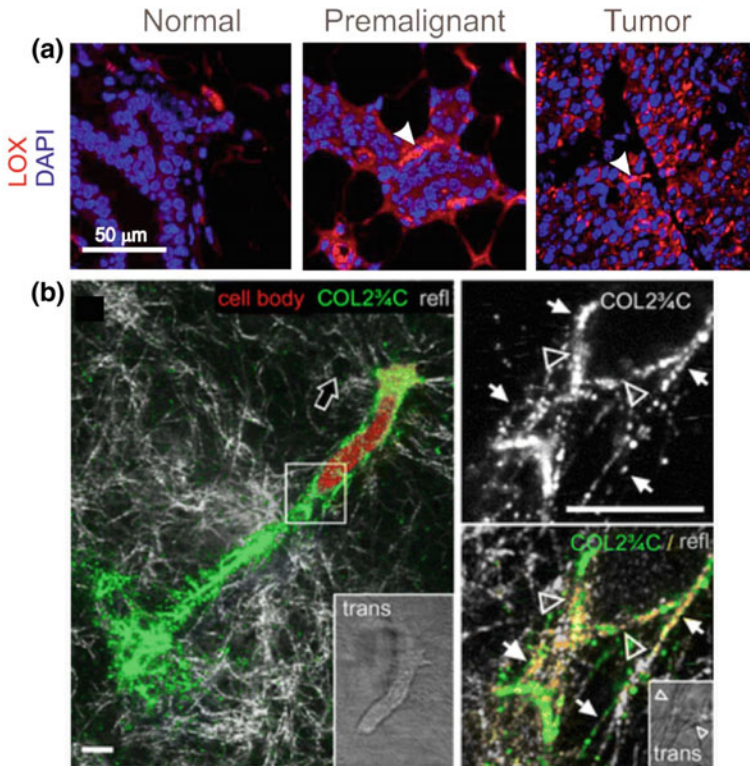 Normal Premalignant Tumor
(a)
LOX
DAPI
50 µm
(b)
cell body COL2¾C refl
trans
COL2¾C
COL2¾C / refl
trans